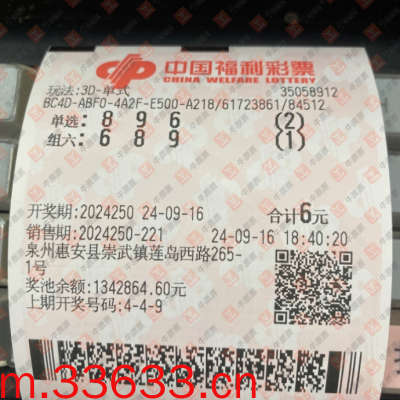 中国福利彩票
CHINA WELFARE LOTTERY
玩法:3D-单式 35058912
BC4D-ABF0-4A2F-E500-A218/61723861/84512
单选: 8 9 6 (2)
组六: 6 8 9 (1)
开奖期:2024250 24-09-16 合计6元
销售期:2024250-221 24-09-16 18:40:20
泉州惠安县崇武镇莲岛西路265-
1号
奖池余额:1342864.60元
上期开奖号码:4-4-9
m.33633.cn